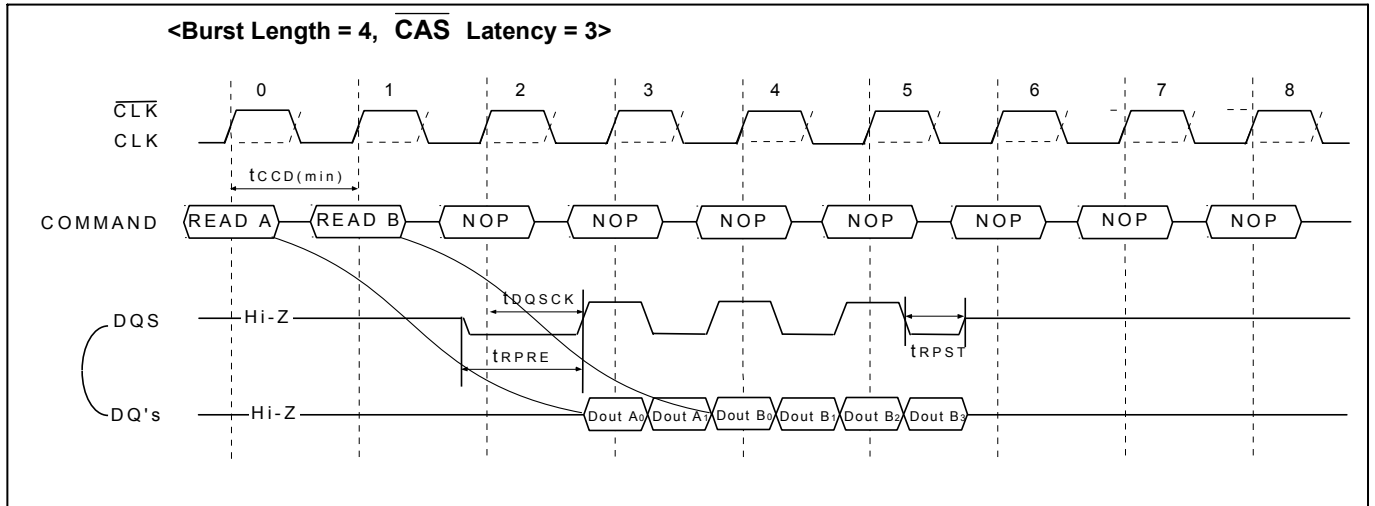 <Burst Length = 4, CAS Latency = 3>
0 1 2 3 4 5 6 7 8
CLK
CLK
tCCD(min)
COMMAND READ A READ B NOP NOP NOP NOP NOP NOP NOP
tDQSCK
DQS Hi-Z
tRPRE
tRPST
DQ's Hi-Z Dout A0 Dout A1 Dout B0 Dout B1 Dout B2 Dout B3